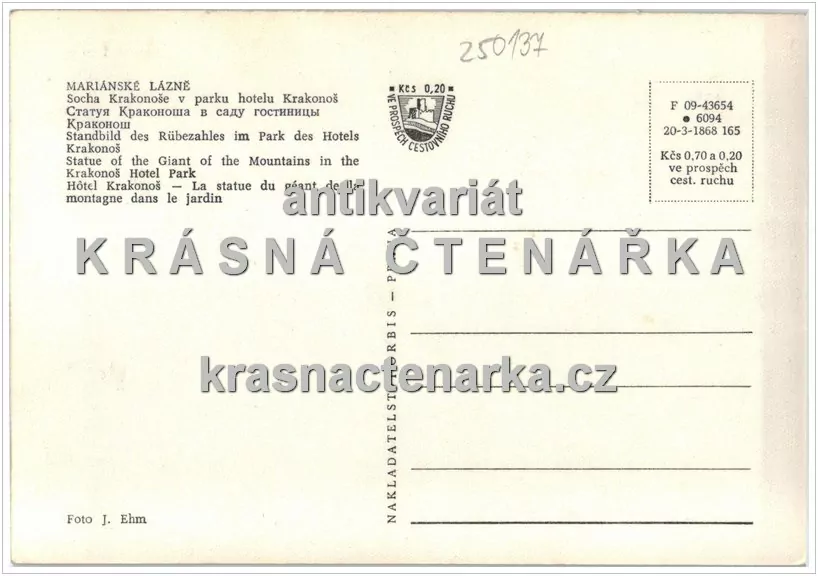 250137
MARIÁNSKÉ LÁZNĚ
Socha Krakonoše v parku hotelu Krakonoš
Статуя Краконоша в саду гостиницы
Краконош
Standbild des Rübezahles im Park des Hotels
Krakonoš
Statue of the Giant of the Mountains in the
Krakonoš Hotel Park
Hôtel Krakonoš — La statue du géant de la
montagne dans le jardin
Kčs 0,20
VE PROSPĚCH CESTOVNÍHO RUCHU
F 09-43654
● 6094
20-3-1868 165
Kčs 0,70 a 0,20
ve prospěch
cest. ruchu
antikvariát
KRÁSNÁ ČTENÁŘKA
krasnactenarka.cz
NAKLADATELSTVÍ ORBIS — PRAHA
Foto J. Ehm